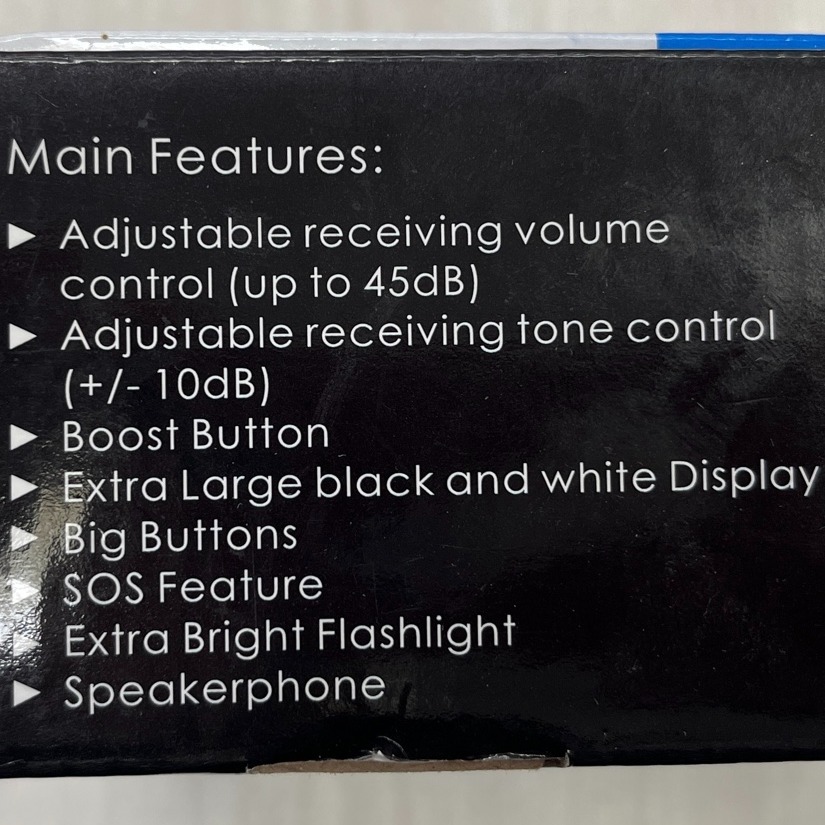 Main Features:
► Adjustable receiving volume
control (up to 45dB)
► Adjustable receiving tone control
(+/- 10dB)
► Boost Button
► Extra Large black and white Display
► Big Buttons
► SOS Feature
► Extra Bright Flashlight
► Speakerphone